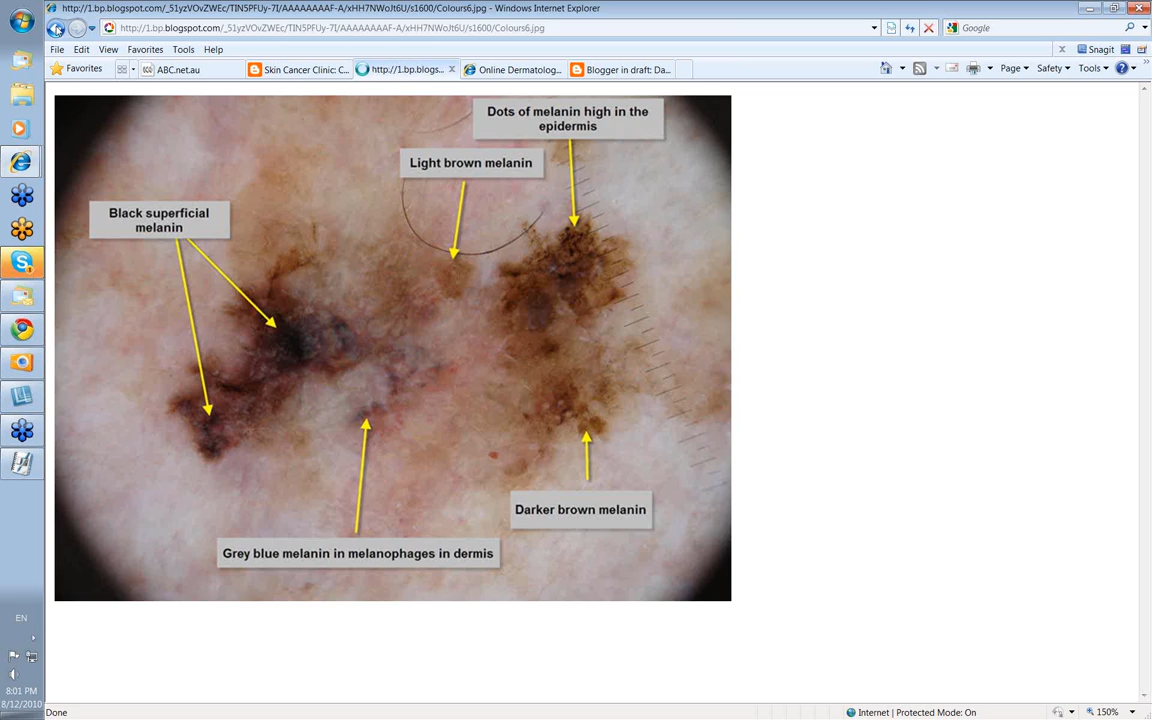 http://1.bp.blogspot.com/_51yzVOvZWEc/TIN5PFUy-7I/AAAAAAAAAF-A/xHH7NWoJt6U/s1600/Colours6.jpg - Windows Internet Explorer
http://1.bp.blogspot.com/_51yzVOvZWEc/TIN5PFUy-7I/AAAAAAAAAF-A/xHH7NWoJt6U/s1600/Colours6.jpg
Google
File Edit View Favorites Tools Help
Snagit
Favorites
ABC.net.au
Skin Cancer Clinic: C...
http://1.bp.blogs...
Online Dermatolog...
Blogger in draft: Da...
Page
Safety
Tools
Dots of melanin high in the
epidermis
Light brown melanin
Black superficial
melanin
Darker brown melanin
Grey blue melanin in melanophages in dermis
EN
8:01 PM
8/12/2010
Done
Internet | Protected Mode: On
150%